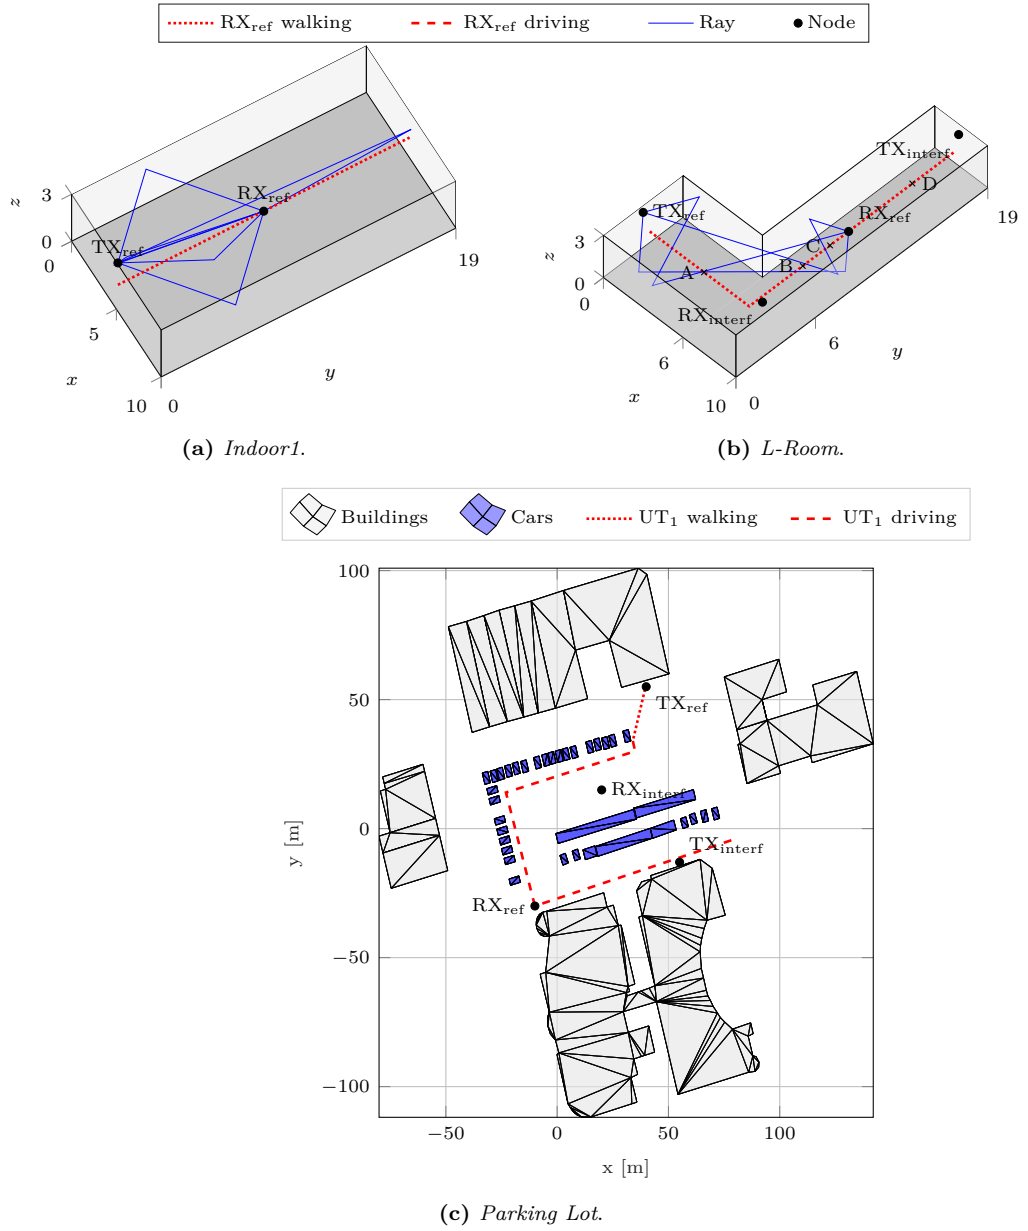 RX_ref walking RX_ref driving Ray Node
z
3
0
0
5
10
x
0
19
y
TX_ref
RX_ref
z
3
0
0
6
10
x
0
6
19
y
TX_ref
TX_interf
RX_ref
RX_interf
A
B
C
D
(a) Indoor1.
(b) L-Room.
Buildings Cars UT_1 walking UT_1 driving
100
50
0
−50
−100
y [m]
TX_ref
RX_interf
TX_interf
RX_ref
−50 0 50 100
x [m]
(c) Parking Lot.